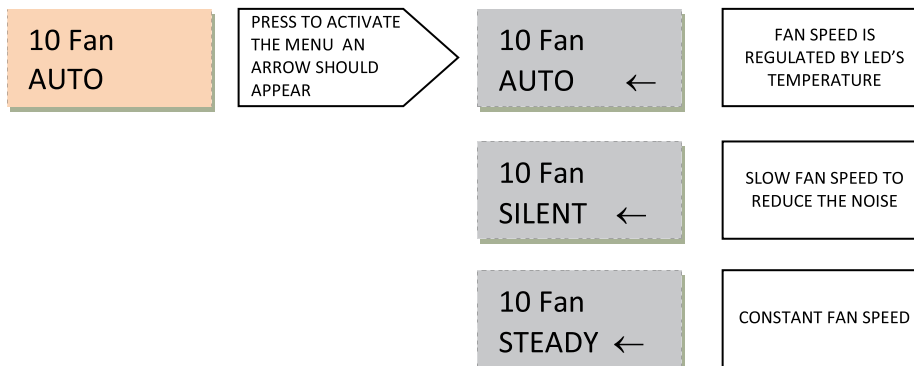 10 Fan
AUTO
PRESS TO ACTIVATE
THE MENU AN
ARROW SHOULD
APPEAR
10 Fan
AUTO ←
FAN SPEED IS
REGULATED BY LED'S
TEMPERATURE
10 Fan
SILENT ←
SLOW FAN SPEED TO
REDUCE THE NOISE
10 Fan
STEADY ←
CONSTANT FAN SPEED